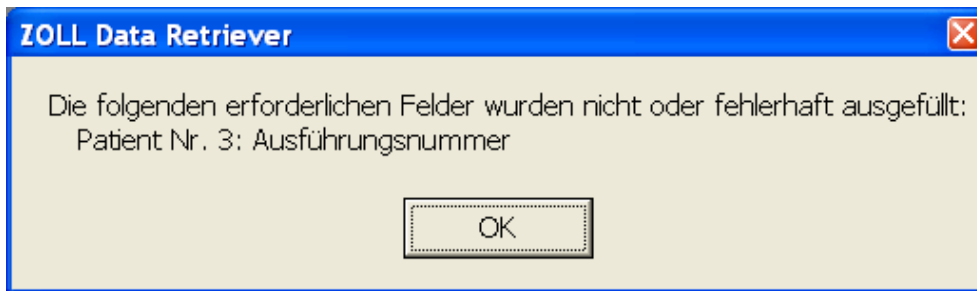 ZOLL Data Retriever
Die folgenden erforderlichen Felder wurden nicht oder fehlerhaft ausgefüllt:
Patient Nr. 3: Ausführungsnummer
OK